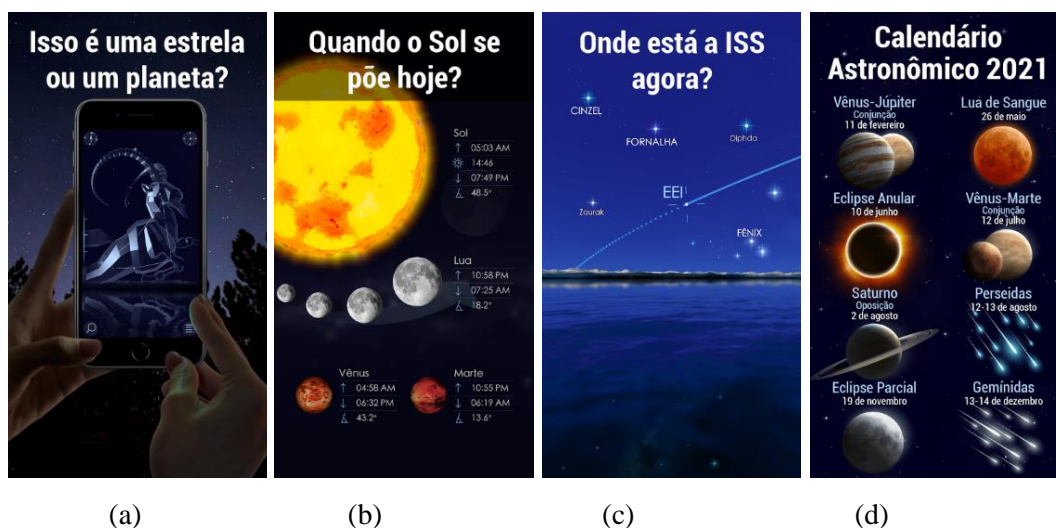 Isso é uma estrela
ou um planeta?
Quando o Sol se
põe hoje?
Sol
↑ 05:03 AM
14:46
↓ 07:49 PM
48.5°
Lua
↑ 10:58 PM
↓ 07:25 AM
18.2°
Vênus
↑ 04:58 AM
↓ 06:32 PM
43.2°
Marte
↑ 10:55 PM
↓ 06:19 AM
13.6°
Onde está a ISS
agora?
CINZEL
FORNALHA
Diphda
EEI
Zaurak
FÊNIX
Calendário
Astronômico 2021
Vênus-Júpiter
Conjunção
11 de fevereiro
Lua de Sangue
26 de maio
Eclipse Anular
10 de junho
Vênus-Marte
Conjunção
12 de julho
Saturno
Oposição
2 de agosto
Perseidas
12-13 de agosto
Eclipse Parcial
19 de novembro
Gemínidas
13-14 de dezembro
(a) (b) (c) (d)